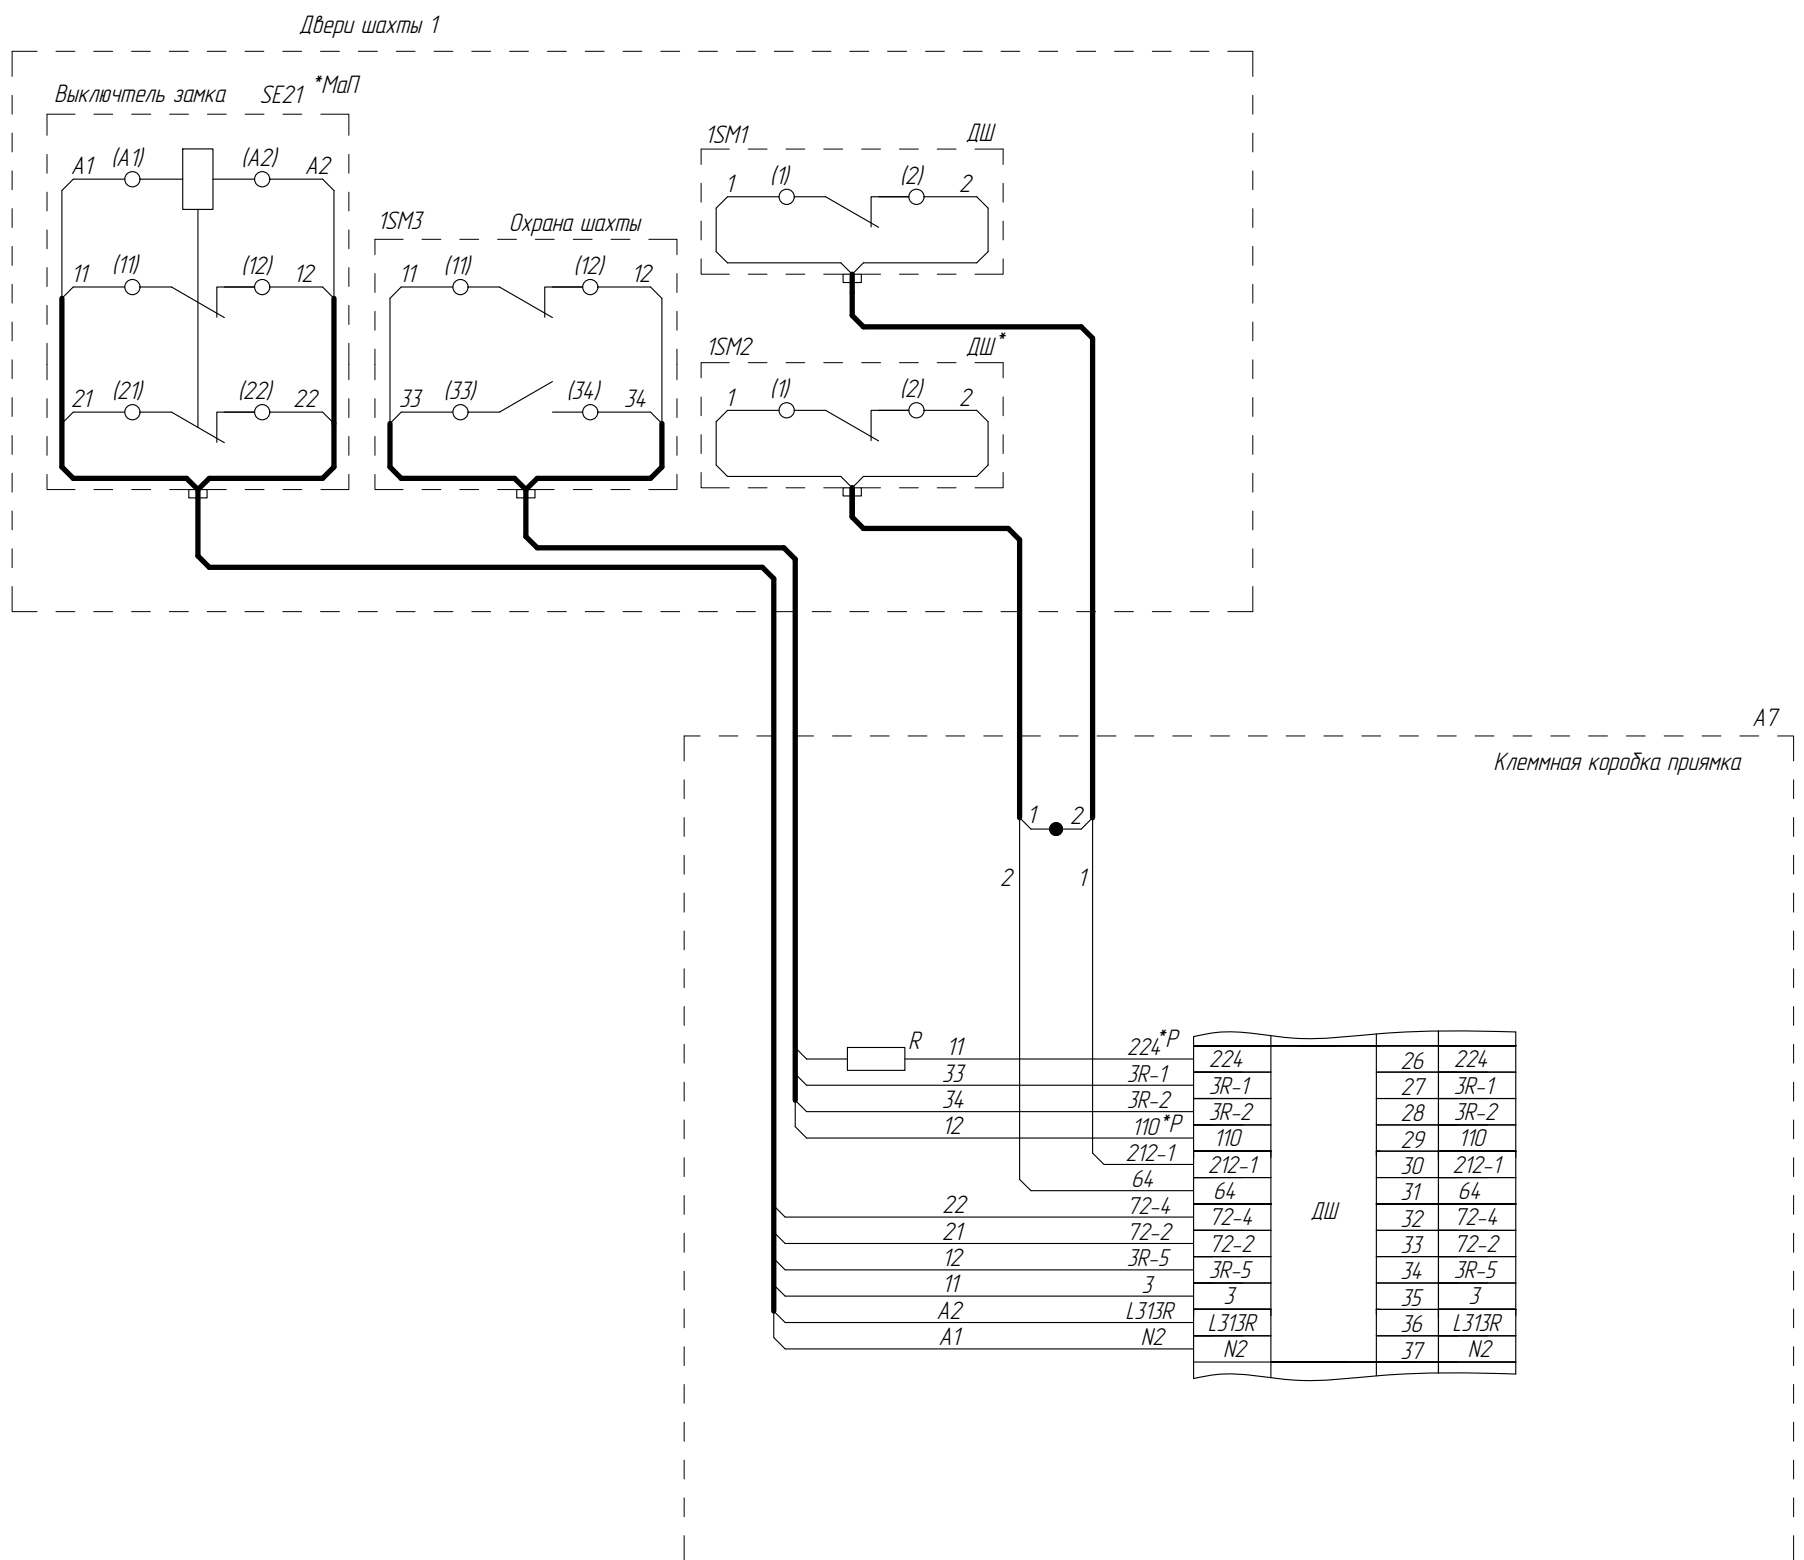 Двери шахты 1
Выключтель замка SE21 *МаП
A1 (A1) (A2) A2
11 (11) (12) 12
21 (21) (22) 22
1SM3 Охрана шахты
11 (11) (12) 12
33 (33) (34) 34
1SM1 ДШ
1 (1) (2) 2
1SM2 ДШ*
1 (1) (2) 2
А7
Клеммная коробка приямка
1 2
2 1
R 11 224*Р 224 26 224
33 3R-1 3R-1 27 3R-1
34 3R-2 3R-2 28 3R-2
12 110*Р 110 29 110
212-1 212-1 30 212-1
64 64 31 64
22 72-4 72-4 32 72-4
ДШ
21 72-2 72-2 33 72-2
12 3R-5 3R-5 34 3R-5
11 3 3 35 3
A2 L313R L313R 36 L313R
A1 N2 N2 37 N2